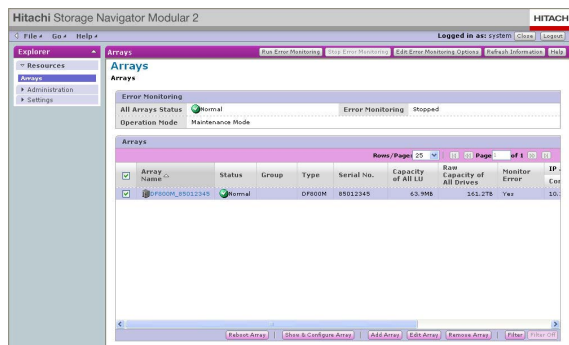 Hitachi Storage Navigator Modular 2
HITACH
File Go Help
Logged in as: system Close Logout
Explorer
Resources
Arrays
Administration
Settings
Arrays
Run Error Monitoring Stop Error Monitoring Edit Error Monitoring Options Refresh Information Help
Arrays
Arrays
Error Monitoring
All Arrays Status Normal Error Monitoring Stopped
Operation Mode Maintenance Mode
Arrays
Rows/Page: 25 Page of 1
Array Name Status Group Type Serial No. Capacity of All LU Raw Capacity of All Drives Monitor Error IP
DF800M_85012345 Normal DF800M 85012345 63.9MB 161.2TB Yes 10.
Reboot Array Show & Configure Array Add Array Edit Array Remove Array Filter Filter Off